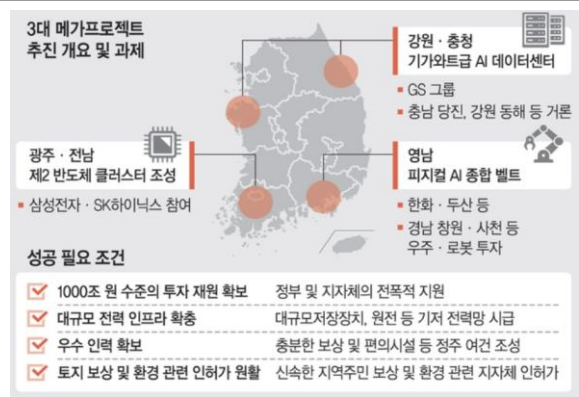 3대 메가프로젝트
추진 개요 및 과제
강원·충청
기가와트급 AI 데이터센터
▪ GS 그룹
▪ 충남 당진, 강원 동해 등 거론
광주·전남
제2 반도체 클러스터 조성
▪ 삼성전자·SK하이닉스 참여
영남
피지컬 AI 종합 벨트
▪ 한화·두산 등
▪ 경남 창원·사천 등
우주·로봇 투자
성공 필요 조건
1000조 원 수준의 투자 재원 확보 정부 및 지자체의 전폭적 지원
대규모 전력 인프라 확충 대규모저장장치, 원전 등 기저 전력망 시급
우수 인력 확보 충분한 보상 및 편의시설 등 정주 여건 조성
토지 보상 및 환경 관련 인허가 원활 신속한 지역주민 보상 및 환경 관련 지자체 인허가